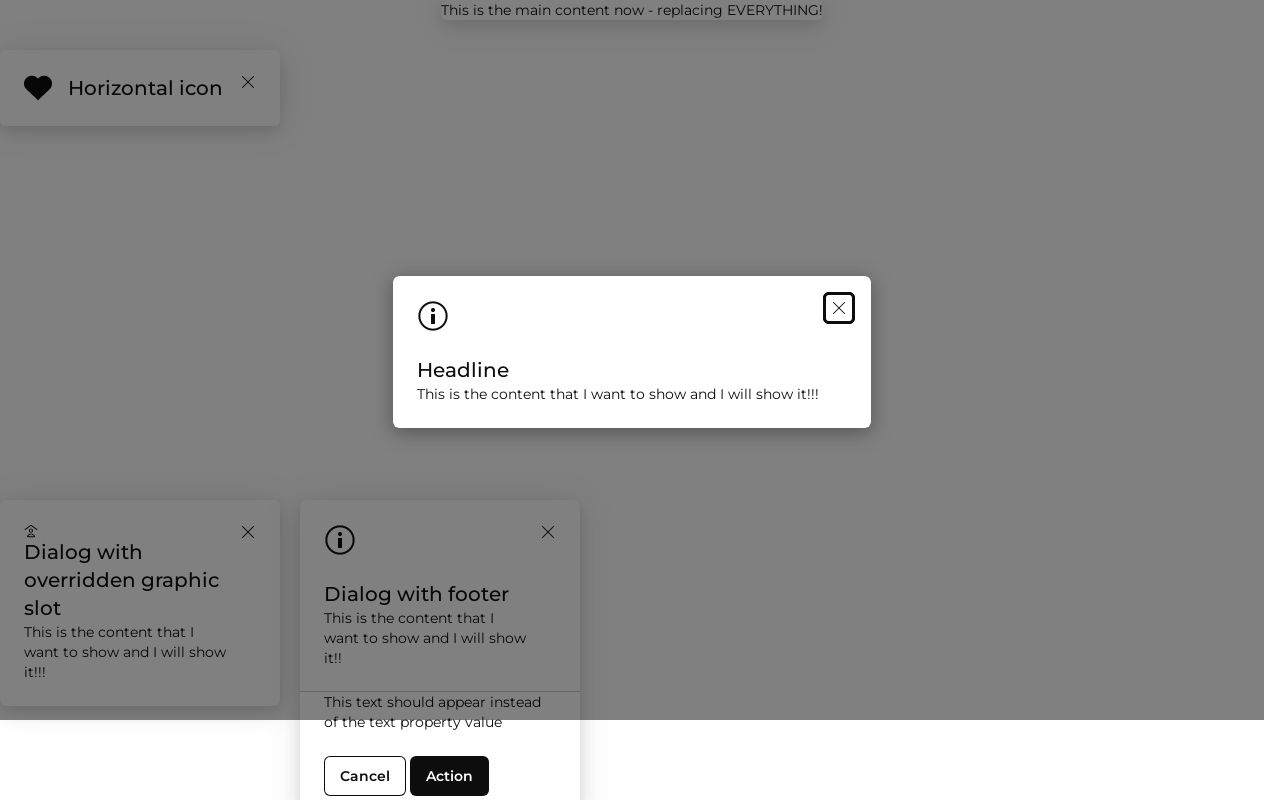 This is the main content now - replacing EVERYTHING!
Horizontal icon
Headline
This is the content that I want to show and I will show it!!!
Dialog with
overridden graphic
slot
This is the content that I
want to show and I will show
it!!!
Dialog with footer
This is the content that I
want to show and I will show
it!!
This text should appear instead
of the text property value
Cancel
Action